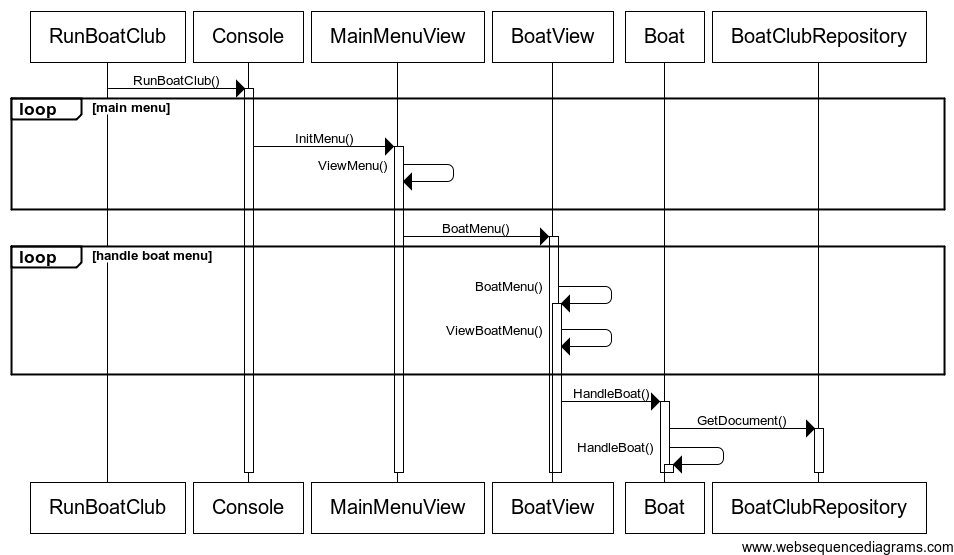 RunBoatClub Console MainMenuView BoatView Boat BoatClubRepository
RunBoatClub()
loop [main menu]
InitMenu()
ViewMenu()
BoatMenu()
loop [handle boat menu]
BoatMenu()
ViewBoatMenu()
HandleBoat()
GetDocument()
HandleBoat()
RunBoatClub Console MainMenuView BoatView Boat BoatClubRepository
www.websequencediagrams.com